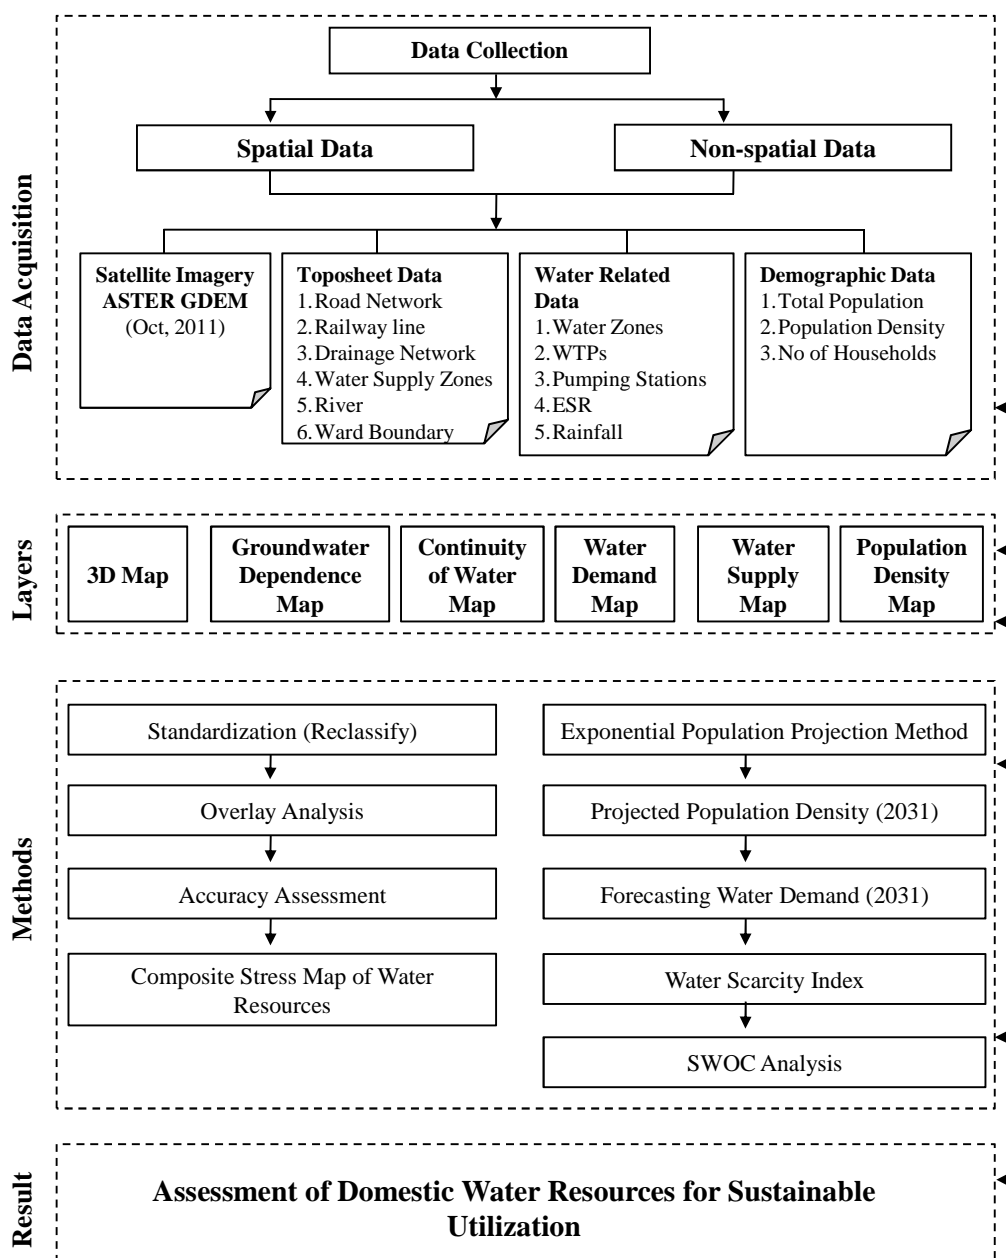 Data Acquisition
Data Collection
Spatial Data
Non-spatial Data
Satellite Imagery
ASTER GDEM
(Oct, 2011)
Toposheet Data
1.Road Network
2.Railway line
3.Drainage Network
4.Water Supply Zones
5.River
6.Ward Boundary
Water Related
Data
1.Water Zones
2.WTPs
3.Pumping Stations
4.ESR
5.Rainfall
Demographic Data
1.Total Population
2.Population Density
3.No of Households
Layers
3D Map
Groundwater
Dependence
Map
Continuity
of Water
Map
Water
Demand
Map
Water
Supply
Map
Population
Density
Map
Methods
Standardization (Reclassify)
Overlay Analysis
Accuracy Assessment
Composite Stress Map of Water
Resources
Exponential Population Projection Method
Projected Population Density (2031)
Forecasting Water Demand (2031)
Water Scarcity Index
SWOC Analysis
Result
Assessment of Domestic Water Resources for Sustainable
Utilization